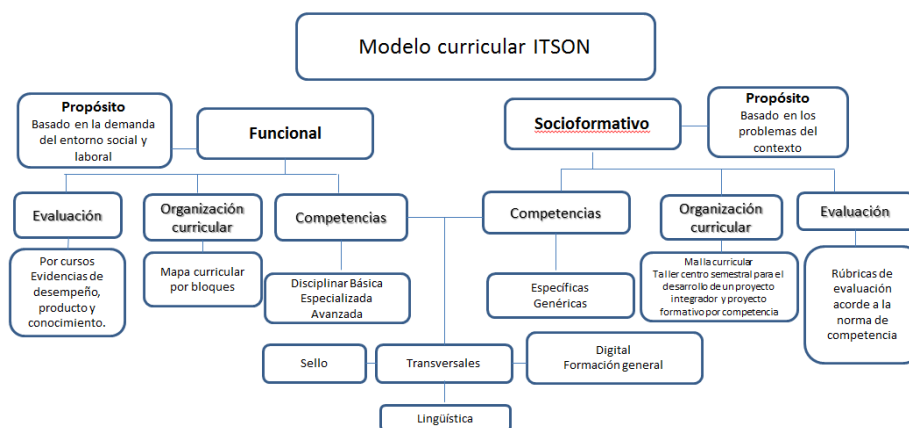 Modelo curricular ITSON
Propósito
Basado en la demanda
del entorno social y
laboral
Funcional
Socioformativo
Propósito
Basado en los
problemas del
contexto
Evaluación
Organización
curricular
Competencias
Competencias
Organización
curricular
Evaluación
Por cursos
Evidencias de
desempeño,
producto y
conocimiento.
Mapa curricular
por bloques
Disciplinar Básica
Especializada
Avanzada
Específicas
Genéricas
Malla curricular
Taller centro semestral para el
desarrollo de un proyecto
integrador y proyecto
formativo por competencia
Rúbricas de
evaluación
acorde a la
norma de
competencia
Sello
Transversales
Digital
Formación general
Lingüística